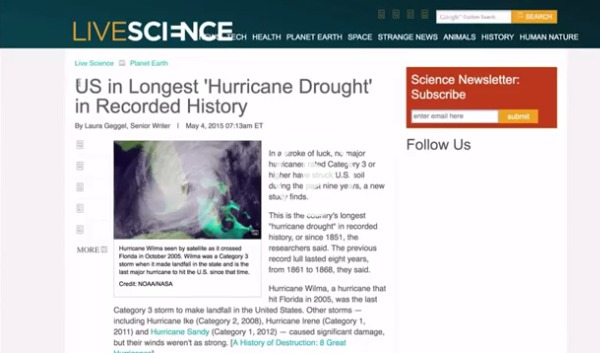 LIVESCIENCE
TECH HEALTH PLANET EARTH SPACE STRANGE NEWS ANIMALS HISTORY HUMAN NATURE
Google Custom Search SEARCH
Live Science Planet Earth
US in Longest 'Hurricane Drought'
in Recorded History
By Laura Geggel, Senior Writer | May 4, 2015 07:13am ET
MORE
Hurricane Wilma seen by satellite as it crossed
Florida in October 2005. Wilma was a Category 3
storm when it made landfall in the state and is the
last major hurricane to hit the U.S. since that time.
Credit: NOAA/NASA
In a stroke of luck, no major
hurricanes rated Category 3 or
higher have struck U.S. soil
during the past nine years, a new
study finds.
This is the country's longest
"hurricane drought" in recorded
history, or since 1851, the
researchers said. The previous
record lull lasted eight years,
from 1861 to 1868, they said.
Hurricane Wilma, a hurricane that
hit Florida in 2005, was the last
Category 3 storm to make landfall in the United States. Other storms —
including Hurricane Ike (Category 2, 2008), Hurricane Irene (Category 1,
2011) and Hurricane Sandy (Category 1, 2012) — caused significant damage,
but their winds weren't as strong. [A History of Destruction: 8 Great
Science Newsletter:
Subscribe
enter email here submit
Follow Us